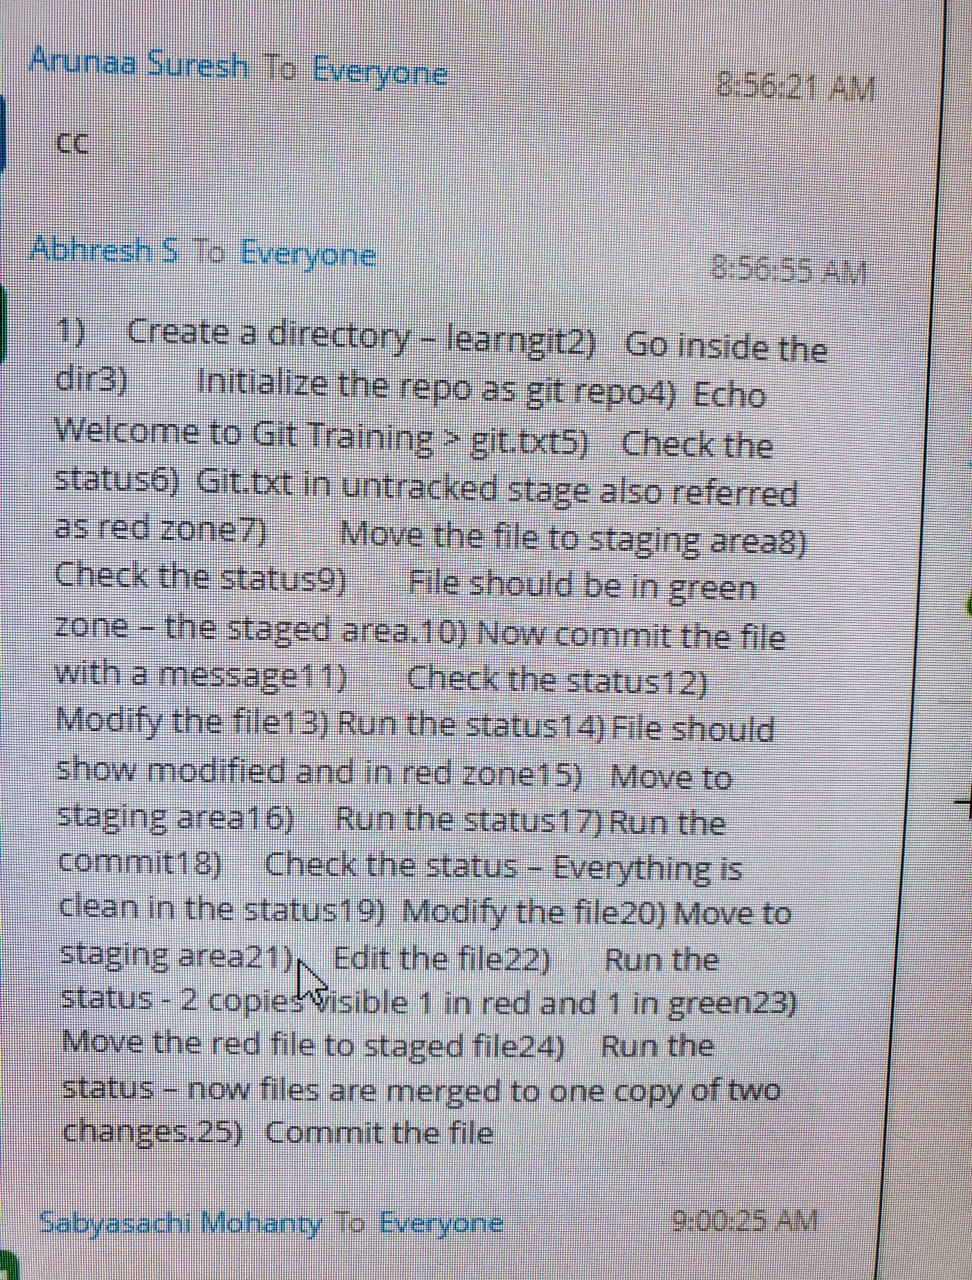 Arunaa Suresh To Everyone 8:56:21 AM
cc
Abhresh S To Everyone 8:56:55 AM
1) Create a directory – learngit2) Go inside the
dir3) Initialize the repo as git repo4) Echo
Welcome to Git Training > git.txt5) Check the
status6) Git.txt in untracked stage also referred
as red zone7) Move the file to staging area8)
Check the status9) File should be in green
zone – the staged area.10) Now commit the file
with a message11) Check the status12)
Modify the file13) Run the status14) File should
show modified and in red zone15) Move to
staging area16) Run the status17) Run the
commit18) Check the status – Everything is
clean in the status19) Modify the file20) Move to
staging area21) Edit the file22) Run the
status - 2 copies visible 1 in red and 1 in green23)
Move the red file to staged file24) Run the
status – now files are merged to one copy of two
changes.25) Commit the file
Sabyasachi Mohanty To Everyone 9:00:25 AM